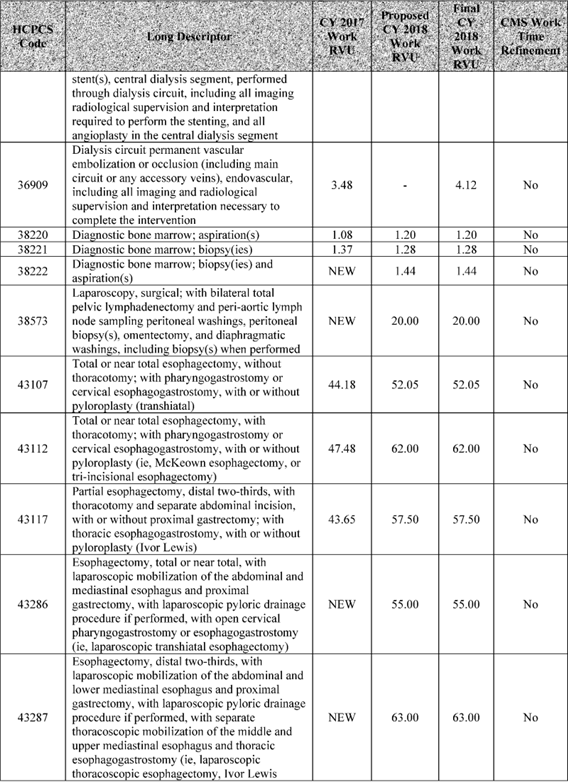 HCPCS Code
Long Descriptor
CY 2017 Work RVU
Proposed CY 2018 Work RVU
Final CY 2018 Work RVU
CMS Work Time Refinement
stent(s), central dialysis segment, performed
through dialysis circuit, including all imaging
radiological supervision and interpretation
required to perform the stenting, and all
angioplasty in the central dialysis segment
36909
Dialysis circuit permanent vascular
embolization or occlusion (including main
circuit or any accessory veins), endovascular,
including all imaging and radiological
supervision and interpretation necessary to
complete the intervention
3.48 - 4.12 No
38220 Diagnostic bone marrow; aspiration(s) 1.08 1.20 1.20 No
38221 Diagnostic bone marrow; biopsy(ies) 1.37 1.28 1.28 No
38222
Diagnostic bone marrow; biopsy(ies) and
aspiration(s)
NEW 1.44 1.44 No
38573
Laparoscopy, surgical; with bilateral total
pelvic lymphadenectomy and peri-aortic lymph
node sampling peritoneal washings, peritoneal
biopsy(s), omentectomy, and diaphragmatic
washings, including biopsy(s) when performed
NEW 20.00 20.00 No
43107
Total or near total esophagectomy, without
thoracotomy; with pharyngogastrostomy or
cervical esophagogastrostomy, with or without
pyloroplasty (transhiatal)
44.18 52.05 52.05 No
43112
Total or near total esophagectomy, with
thoracotomy; with pharyngogastrostomy or
cervical esophagogastrostomy, with or without
pyloroplasty (ie, McKeown esophagectomy, or
tri-incisional esophagectomy)
47.48 62.00 62.00 No
43117
Partial esophagectomy, distal two-thirds, with
thoracotomy and separate abdominal incision,
with or without proximal gastrectomy; with
thoracic esophagogastrostomy, with or without
pyloroplasty (Ivor Lewis)
43.65 57.50 57.50 No
43286
Esophagectomy, total or near total, with
laparoscopic mobilization of the abdominal and
mediastinal esophagus and proximal
gastrectomy, with laparoscopic pyloric drainage
procedure if performed, with open cervical
pharyngogastrostomy or esophagogastrostomy
(ie, laparoscopic transhiatal esophagectomy)
NEW 55.00 55.00 No
43287
Esophagectomy, distal two-thirds, with
laparoscopic mobilization of the abdominal and
lower mediastinal esophagus and proximal
gastrectomy, with laparoscopic pyloric drainage
procedure if performed, with separate
thoracoscopic mobilization of the middle and
upper mediastinal esophagus and thoracic
esophagogastrostomy (ie, laparoscopic
thoracoscopic esophagectomy, Ivor Lewis
NEW 63.00 63.00 No